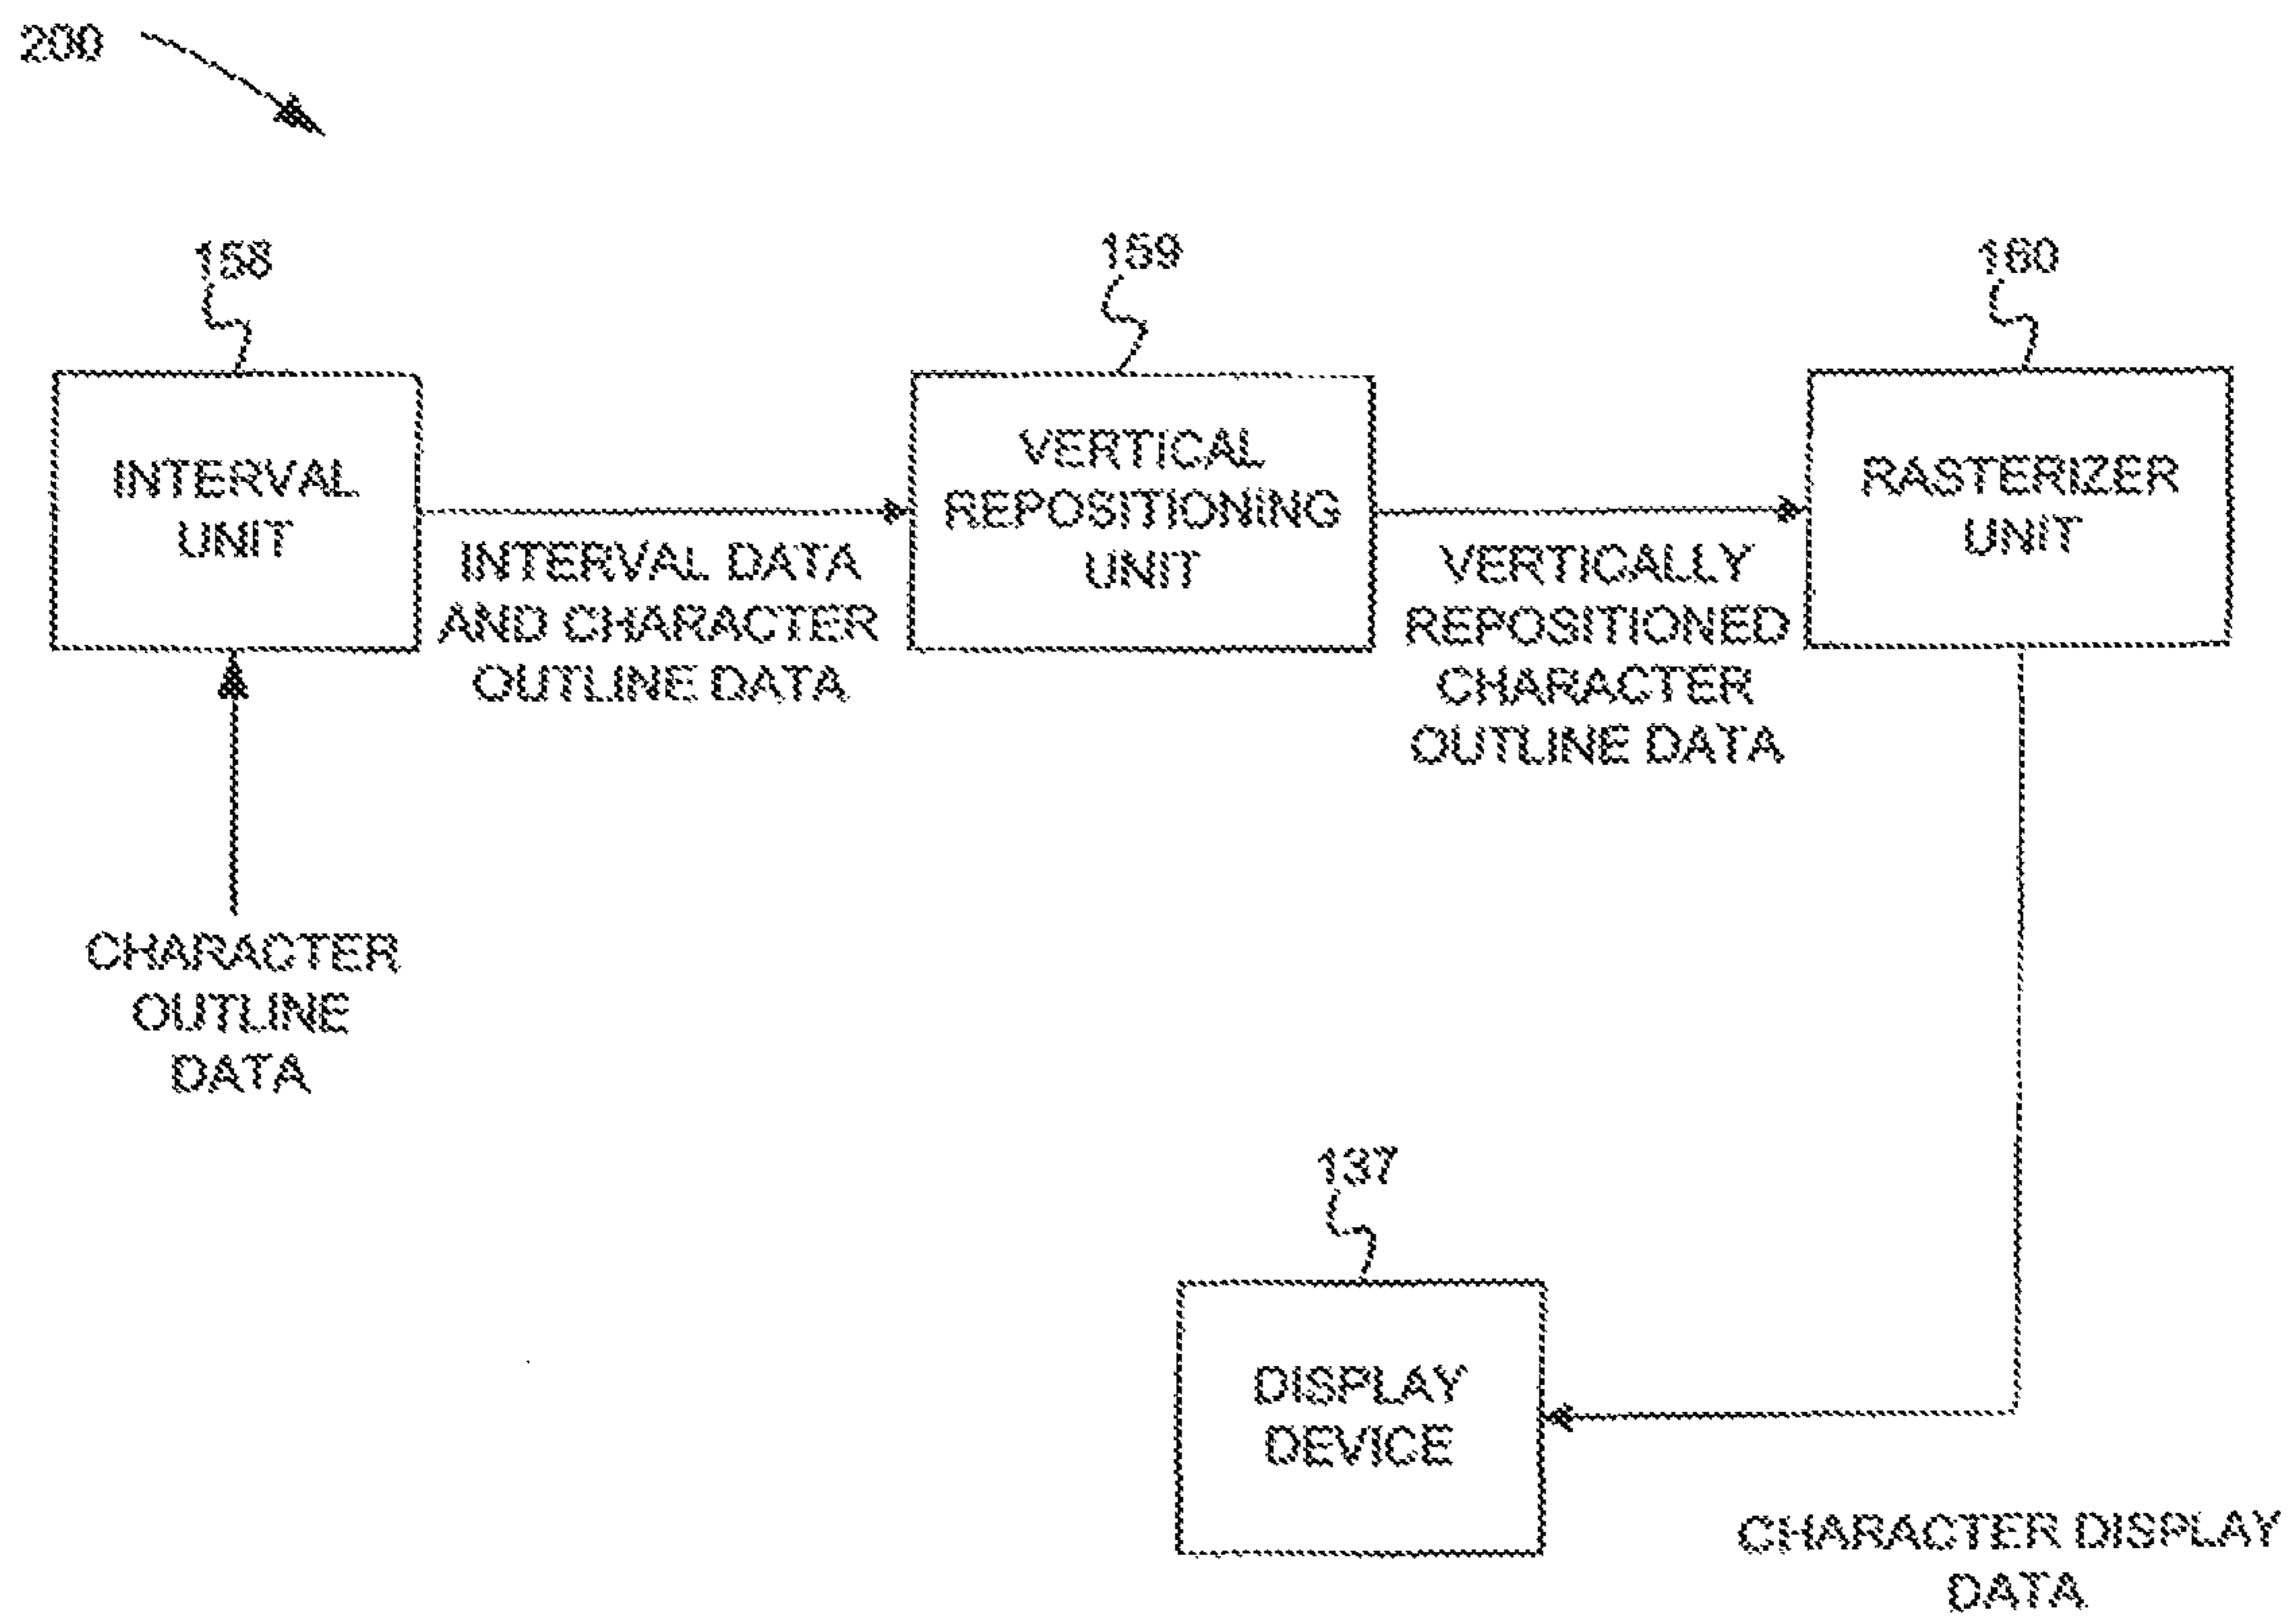 200
158
159
160
INTERVAL
UNIT
VERTICAL
REPOSITIONING
UNIT
RASTERIZER
UNIT
INTERVAL DATA
AND CHARACTER
OUTLINE DATA
VERTICALLY
REPOSITIONED
CHARACTER
OUTLINE DATA
CHARACTER
OUTLINE
DATA
137
DISPLAY
DEVICE
CHARACTER DISPLAY
DATA